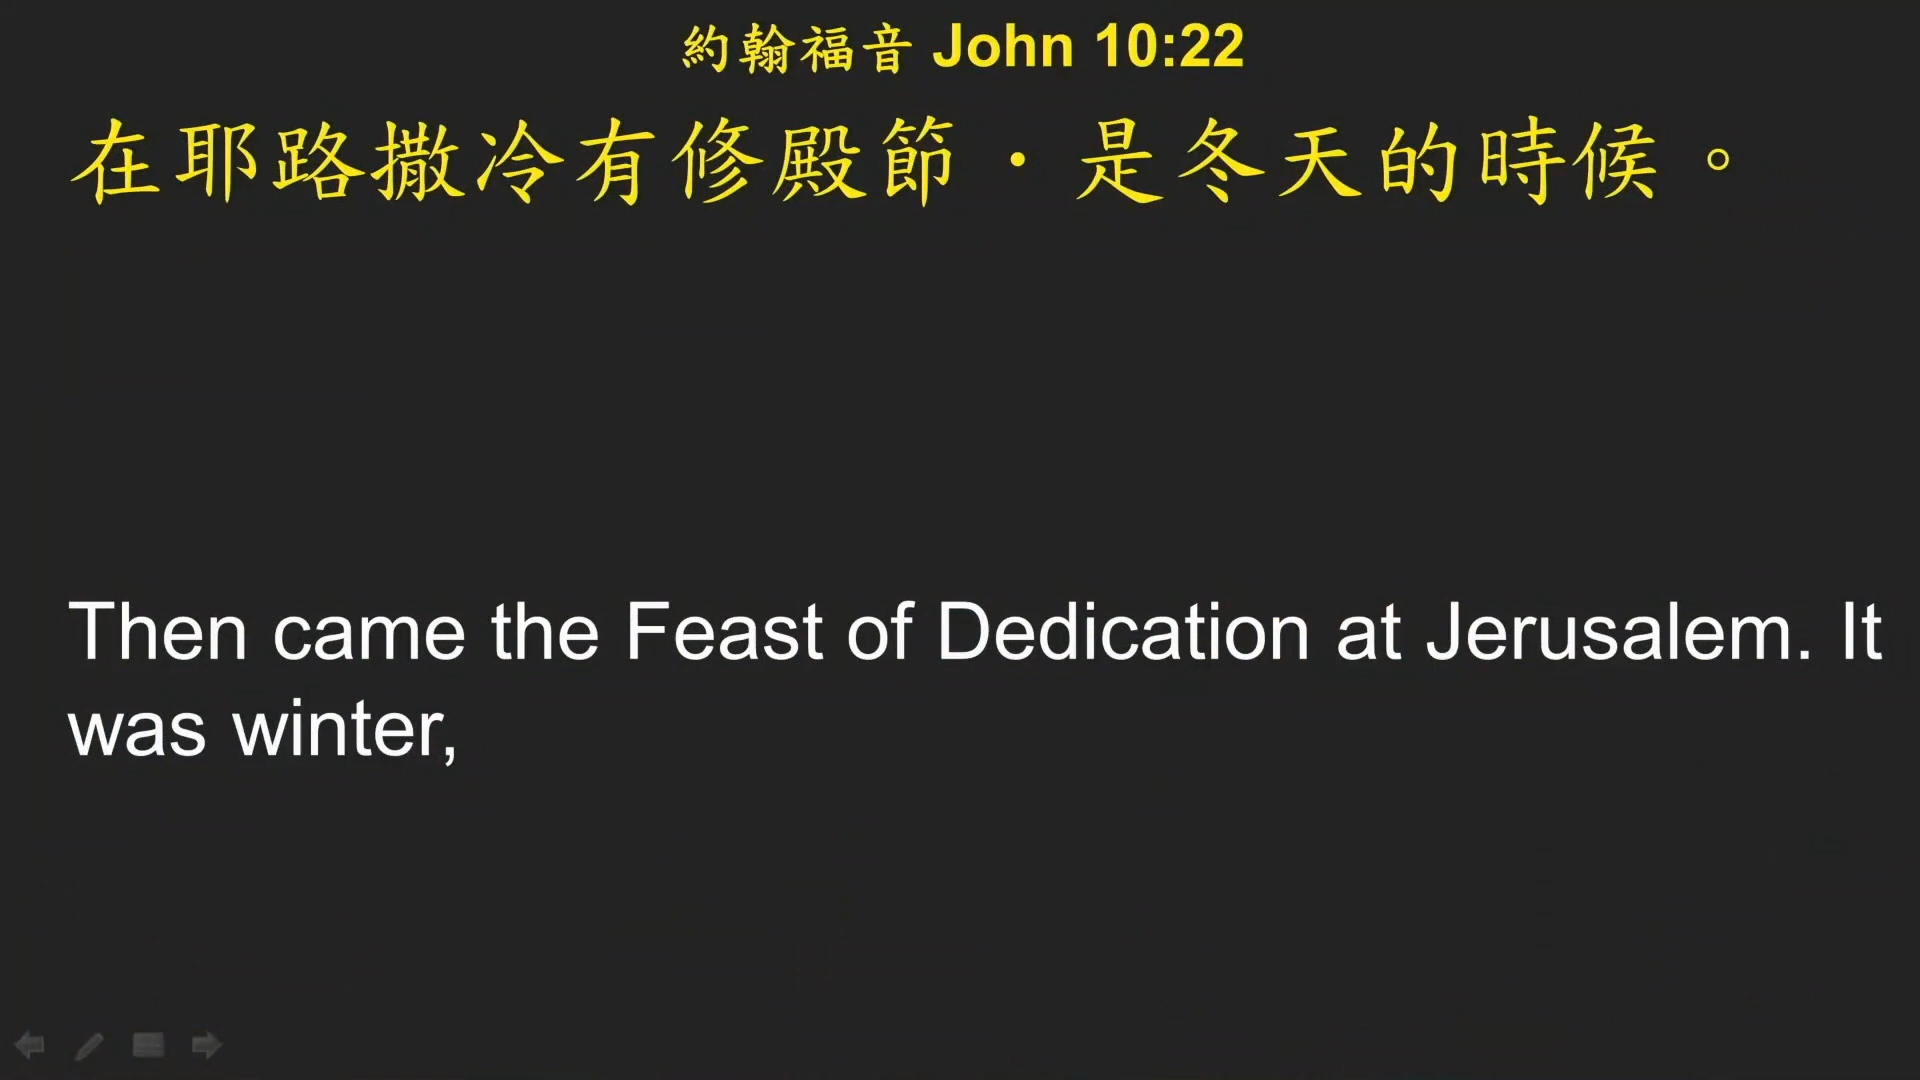 約翰福音 John 10:22
在耶路撒冷有修殿節．是冬天的時候。
Then came the Feast of Dedication at Jerusalem. It
was winter,